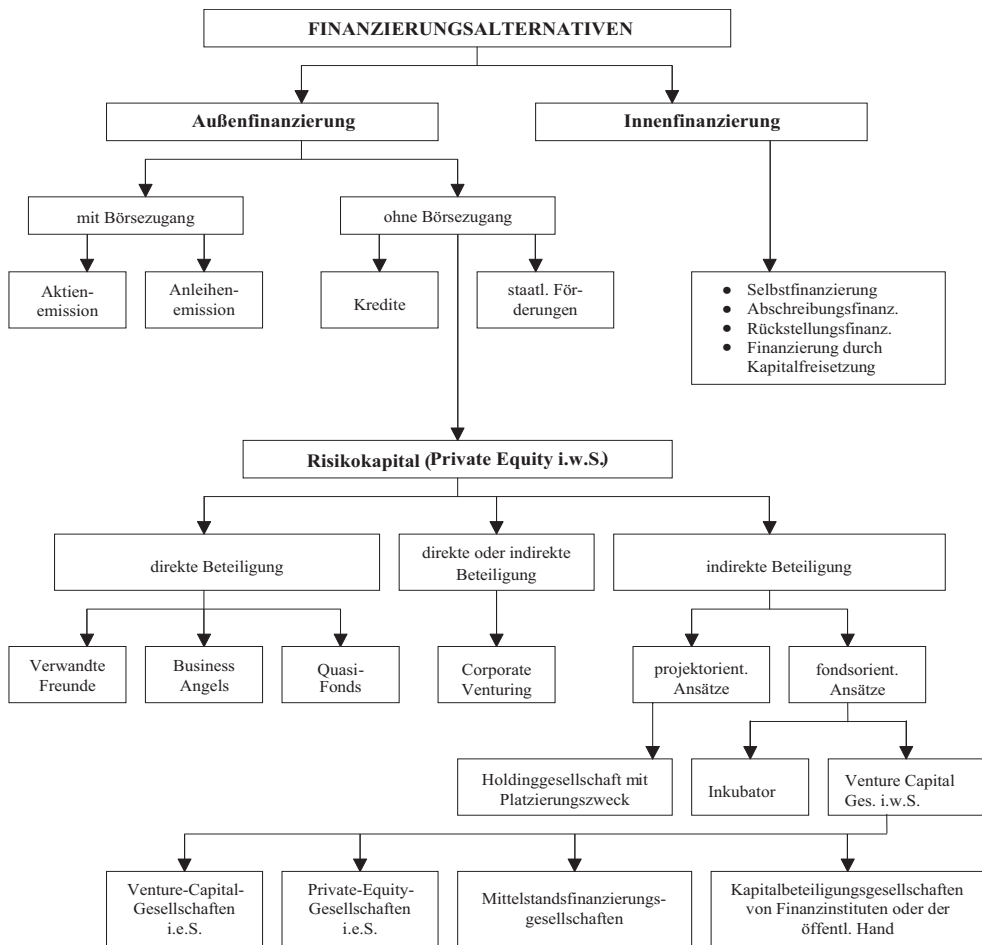 FINANZIERUNGSALTERNATIVEN
Außenfinanzierung
Innenfinanzierung
mit Börsezugang
ohne Börsezugang
Aktien-
emission
Anleihen-
emission
Kredite
staatl. För-
derungen
● Selbstfinanzierung
● Abschreibungsfinanz.
● Rückstellungsfinanz.
● Finanzierung durch
Kapitalfreisetzung
Risikokapital (Private Equity i.w.S.)
direkte Beteiligung
direkte oder indirekte
Beteiligung
indirekte Beteiligung
Verwandte
Freunde
Business
Angels
Quasi-
Fonds
Corporate
Venturing
projektorient.
Ansätze
fondsorient.
Ansätze
Holdinggesellschaft mit
Platzierungszweck
Inkubator
Venture Capital
Ges. i.w.S.
Venture-Capital-
Gesellschaften
i.e.S.
Private-Equity-
Gesellschaften
i.e.S.
Mittelstandsfinanzierungs-
gesellschaften
Kapitalbeteiligungsgesellschaften
von Finanzinstituten oder der
öffentl. Hand